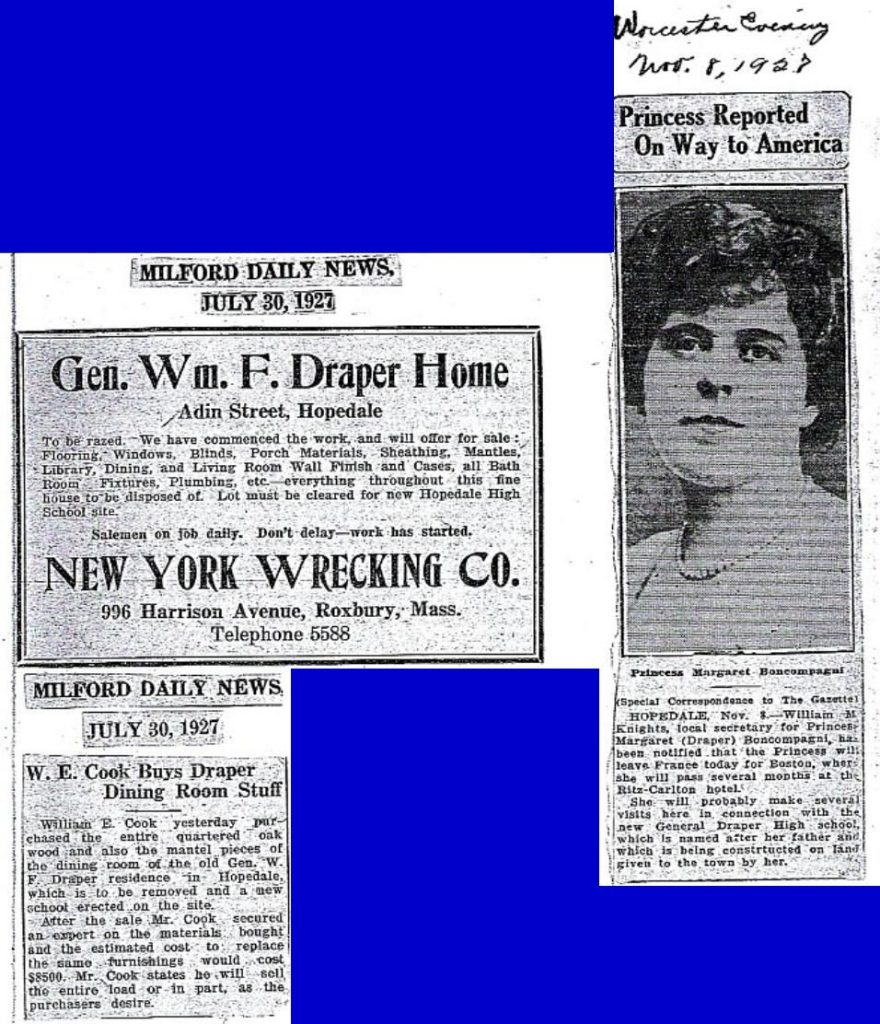 Worcester Evening
Nov. 8, 1927
Princess Reported
On Way to America
Princess Margaret Boncompagni
(Special Correspondence to The Gazette)
HOPEDALE, Nov. 8.—William M
Knights, local secretary for Princes
Margaret (Draper) Boncompagni, has
been notified that the Princess will
leave France today for Boston, wher
she will pass several months at the
Ritz-Carlton hotel.
She will probably make several
visits here in connection with the
new General Draper High school,
which is named after her father and
which is being constrtucted on land
given to the town by her.
MILFORD DAILY NEWS,
JULY 30, 1927
Gen. Wm. F. Draper Home
Adin Street, Hopedale
To be razed. We have commenced the work, and will offer for sale:
Flooring, Windows, Blinds, Porch Materials, Sheathing, Mantles,
Library, Dining, and Living Room Wall Finish and Cases, all Bath
Room Fixtures, Plumbing, etc.—everything throughout this fine
house to be disposed of. Lot must be cleared for new Hopedale High
School site.
Salemen on job daily. Don't delay—work has started.
NEW YORK WRECKING CO.
996 Harrison Avenue, Roxbury, Mass.
Telephone 5588
MILFORD DAILY NEWS,
JULY 30, 1927
W. E. Cook Buys Draper
Dining Room Stuff
William E. Cook yesterday pur-
chased the entire quartered oak
wood and also the mantel pieces of
the dining room of the old Gen. W.
F. Draper residence in Hopedale,
which is to be removed and a new
school erected on the site.
After the sale Mr. Cook secured
an expert on the materials bought
and the estimated cost to replace
the same furnishings would cost
$8500. Mr. Cook states he will sell
the entire load or in part, as the
purchasers desire.